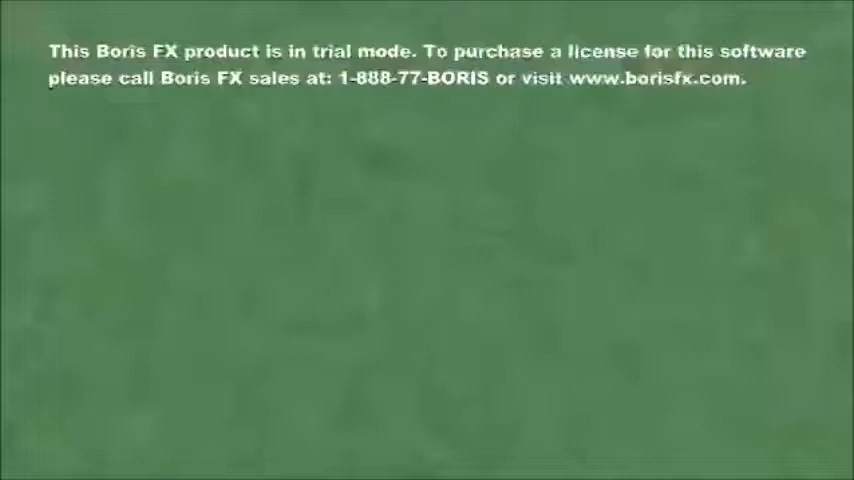 This Boris FX product is in trial mode. To purchase a license for this software
please call Boris FX sales at: 1-888-77-BORIS or visit www.borisfx.com.